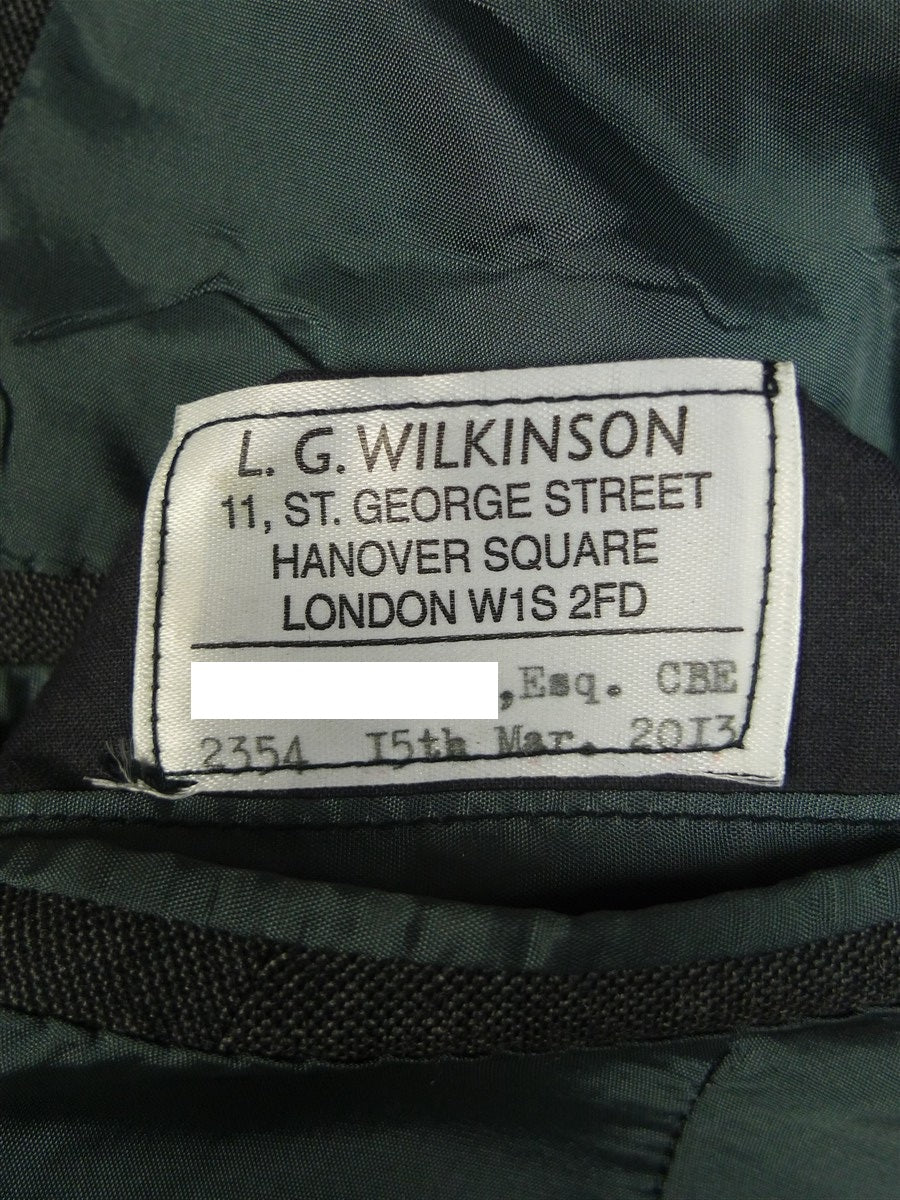 L. G. WILKINSON
11, ST. GEORGE STREET
HANOVER SQUARE
LONDON W1S 2FD
,Esq. CBE
2354 15th Mar. 2013